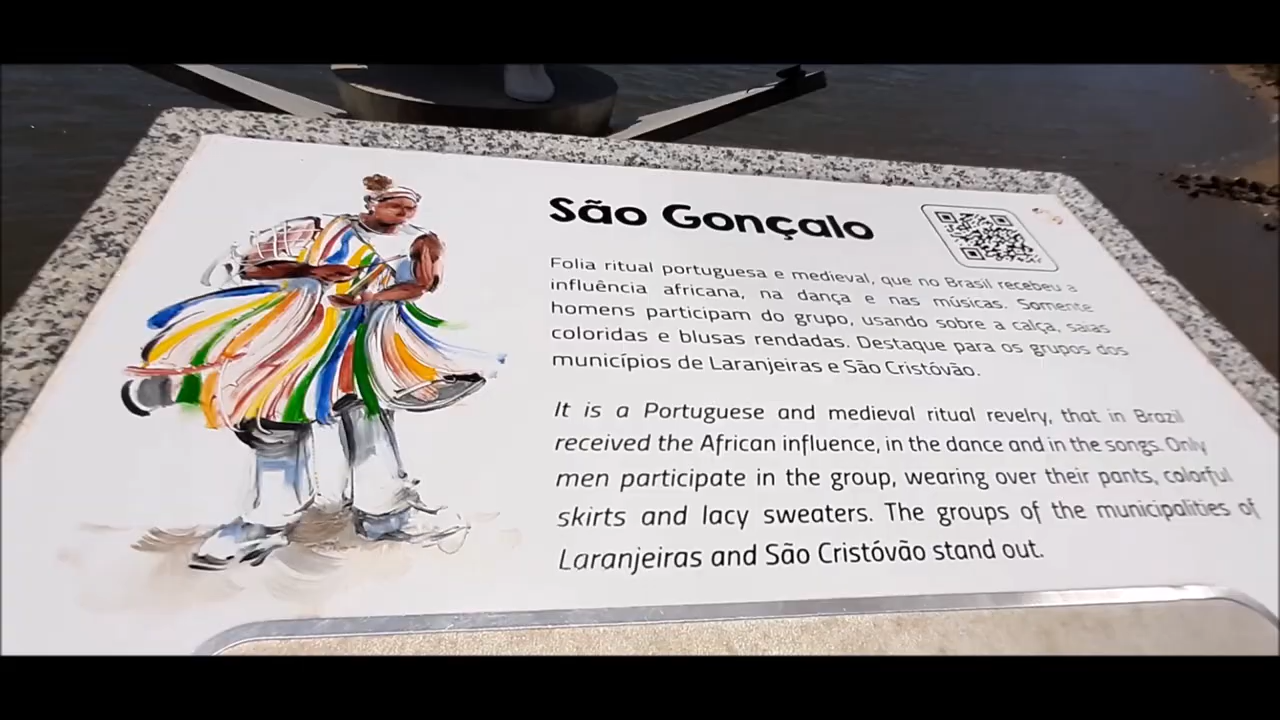 São Gonçalo
Folia ritual portuguesa e medieval, que no Brasil recebeu a
influência africana, na dança e nas músicas. Somente
homens participam do grupo, usando sobre a calça, saias
coloridas e blusas rendadas. Destaque para os grupos dos
municípios de Laranjeiras e São Cristóvão.
It is a Portuguese and medieval ritual revelry, that in Brazil
received the African influence, in the dance and in the songs. Only
men participate in the group, wearing over their pants, colorful
skirts and lacy sweaters. The groups of the municipalities of
Laranjeiras and São Cristóvão stand out.